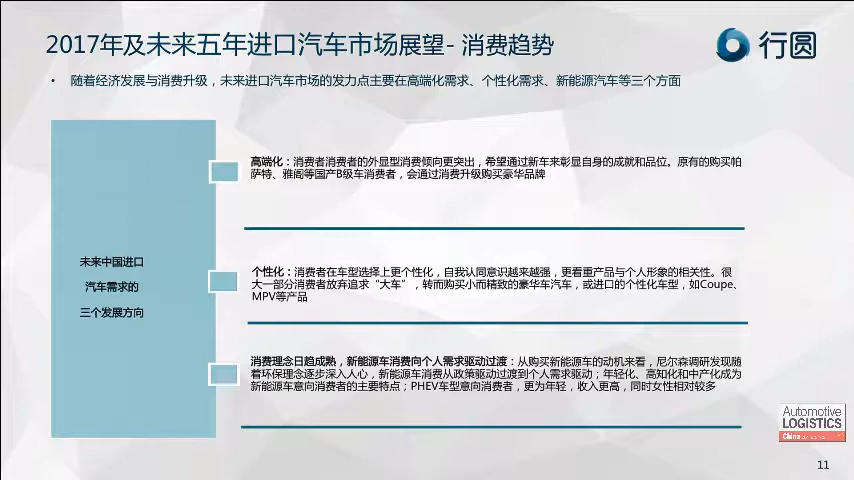 2017年及未来五年进口汽车市场展望- 消费趋势
行圆
• 随着经济发展与消费升级，未来进口汽车市场的发力点主要在高端化需求、个性化需求、新能源汽车等三个方面
高端化：消费者消费者的外显型消费倾向更突出，希望通过新车来彰显自身的成就和品位。原有的购买帕
萨特、雅阁等国产B级车消费者，会通过消费升级购买豪华品牌
未来中国进口
汽车需求的
三个发展方向
个性化：消费者在车型选择上更个性化，自我认同意识越来越强，更看重产品与个人形象的相关性。很
大一部分消费者放弃追求“大车”，转而购买小而精致的豪华车汽车，或进口的个性化车型，如Coupe、
MPV等产品
消费理念日趋成熟，新能源车消费向个人需求驱动过渡：从购买新能源车的动机来看，尼尔森调研发现随
着环保理念逐步深入人心，新能源车消费从政策驱动过渡到个人需求驱动；年轻化、高知化和中产化成为
新能源车意向消费者的主要特点；PHEV车型意向消费者，更为年轻，收入更高，同时女性相对较多
Automotive
LOGISTICS
China
11